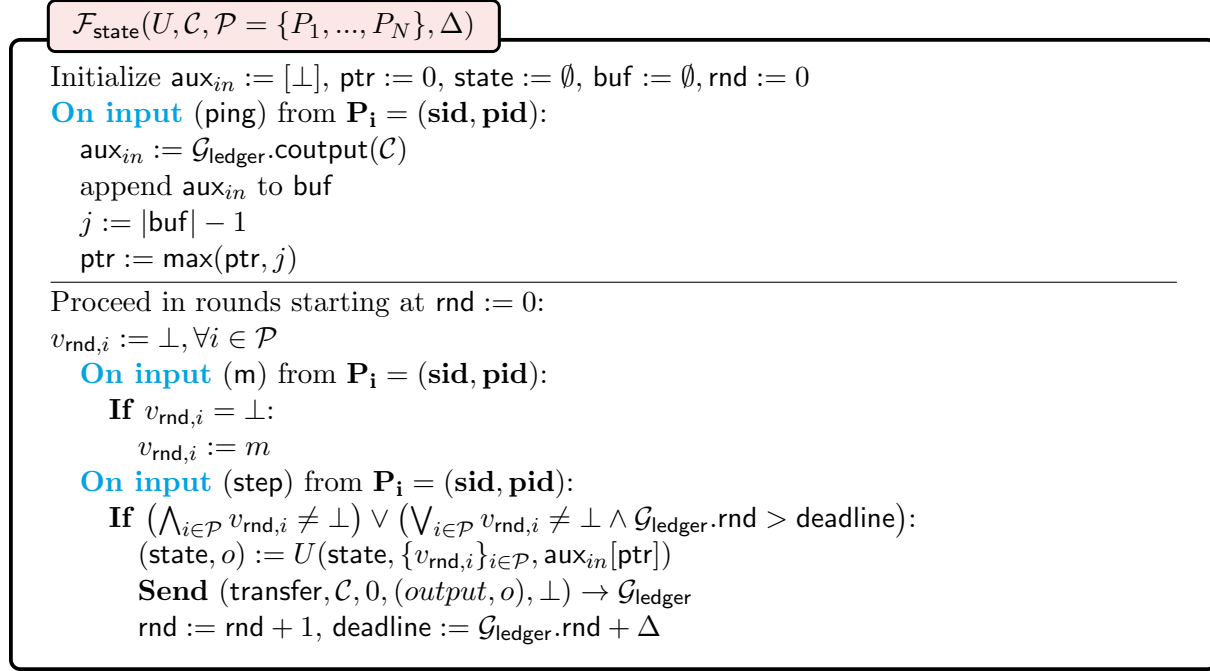 𝓕_state(U, 𝒞, 𝒫 = {P_1, ..., P_N}, Δ)
Initialize aux_in := [⊥], ptr := 0, state := ∅, buf := ∅, rnd := 0
On input (ping) from P_i = (sid, pid):
aux_in := 𝒢_ledger.coutput(𝒞)
append aux_in to buf
j := |buf| − 1
ptr := max(ptr, j)
Proceed in rounds starting at rnd := 0:
v_rnd,i := ⊥, ∀i ∈ 𝒫
On input (m) from P_i = (sid, pid):
If v_rnd,i = ⊥:
v_rnd,i := m
On input (step) from P_i = (sid, pid):
If (⋀_{i∈𝒫} v_rnd,i ≠ ⊥) ∨ (⋁_{i∈𝒫} v_rnd,i ≠ ⊥ ∧ 𝒢_ledger.rnd > deadline):
(state, o) := U(state, {v_rnd,i}_{i∈𝒫}, aux_in[ptr])
Send (transfer, 𝒞, 0, (output, o), ⊥) → 𝒢_ledger
rnd := rnd + 1, deadline := 𝒢_ledger.rnd + Δ